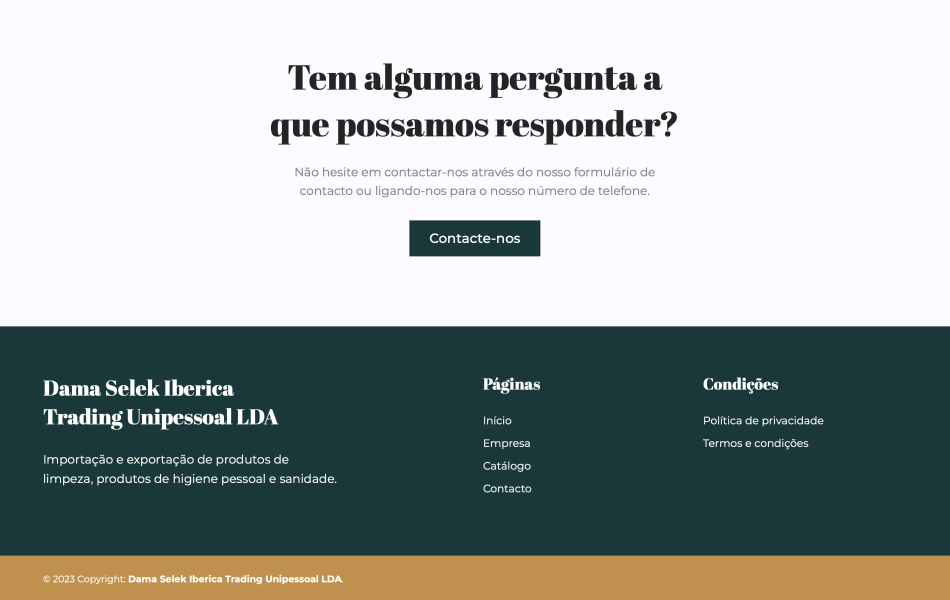 Tem alguma pergunta a
que possamos responder?
Não hesite em contactar-nos através do nosso formulário de
contacto ou ligando-nos para o nosso número de telefone.
Contacte-nos
Dama Selek Iberica
Trading Unipessoal LDA
Importação e exportação de produtos de
limpeza, produtos de higiene pessoal e sanidade.
Páginas
Início
Empresa
Catálogo
Contacto
Condições
Política de privacidade
Termos e condições
© 2023 Copyright: Dama Selek Iberica Trading Unipessoal LDA.